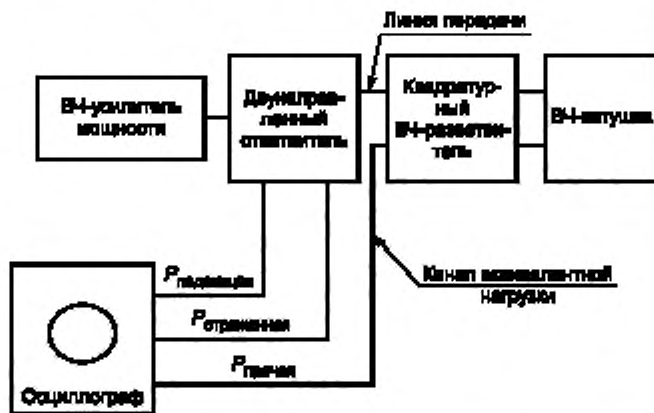 Линия передачи
ВЧ-усилитель
мощности
Двунаправ-
ленный
ответвитель
Квадратур-
ный
ВЧ-разветви-
тель
ВЧ-катушка
Pпадающая
Pотраженная
Pпрочая
Канал эквивалентной
нагрузки
Осциллограф